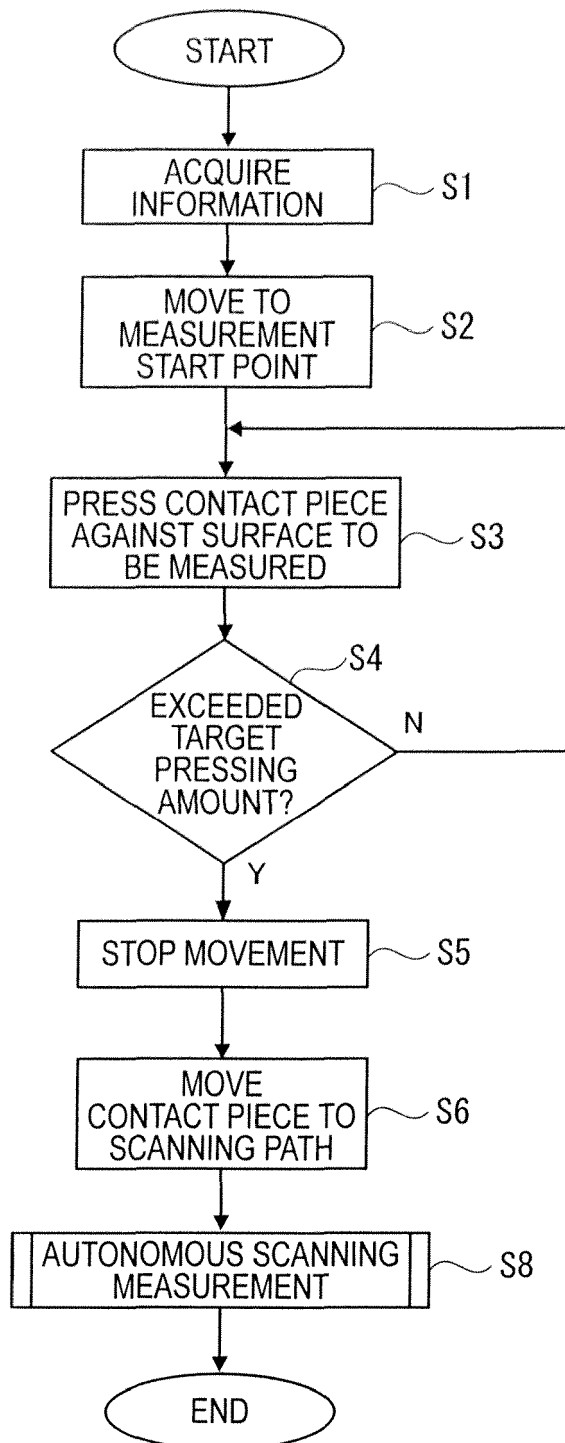 START
ACQUIRE
INFORMATION
S1
MOVE TO
MEASUREMENT
START POINT
S2
PRESS CONTACT PIECE
AGAINST SURFACE TO
BE MEASURED
S3
S4
EXCEEDED
TARGET
PRESSING
AMOUNT?
N
Y
STOP MOVEMENT
S5
MOVE
CONTACT PIECE TO
SCANNING PATH
S6
AUTONOMOUS SCANNING
MEASUREMENT
S8
END